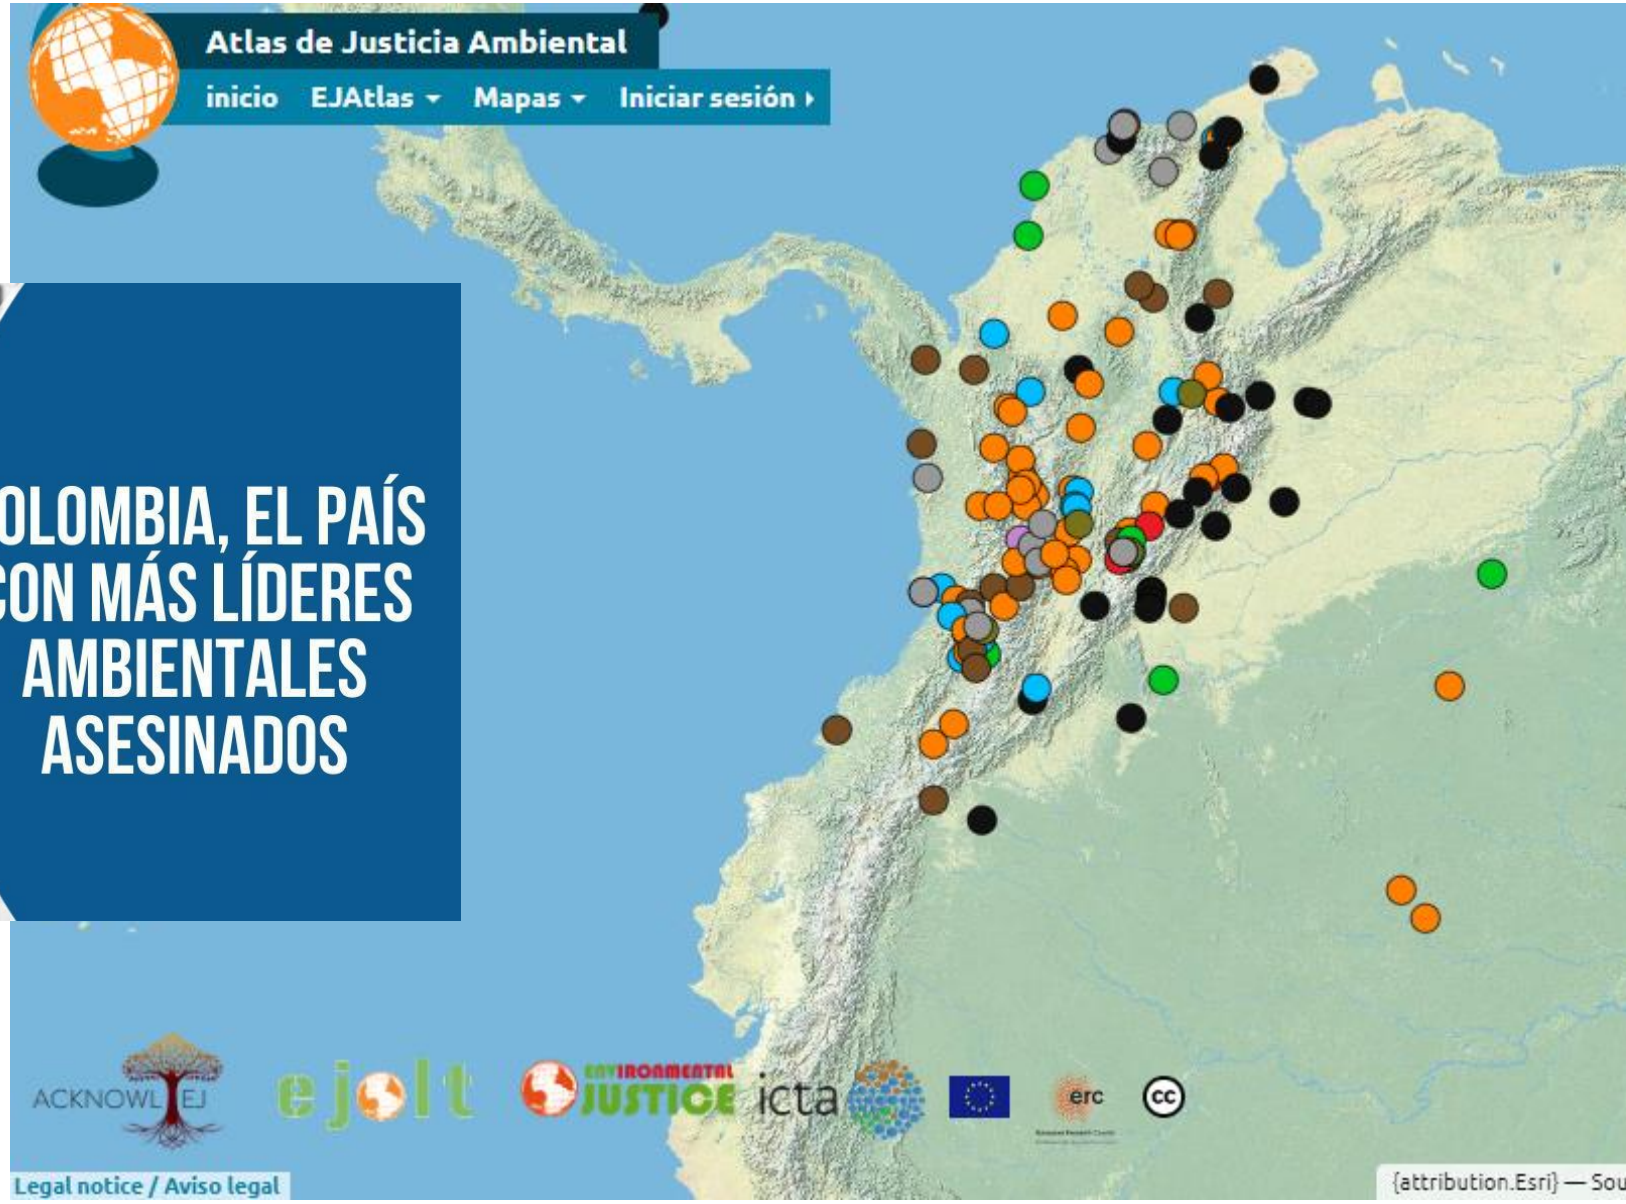 Atlas de Justicia Ambiental
inicio EJAtlas Mapas Iniciar sesión
OLOMBIA, EL PAÍS
CON MÁS LÍDERES
AMBIENTALES
ASESINADOS
ACKNOWL EJ
ejolt
ENVIRONMENTAL
JUSTICE
icta
erc
cc
Legal notice / Aviso legal
{attribution.Esri} — Sou